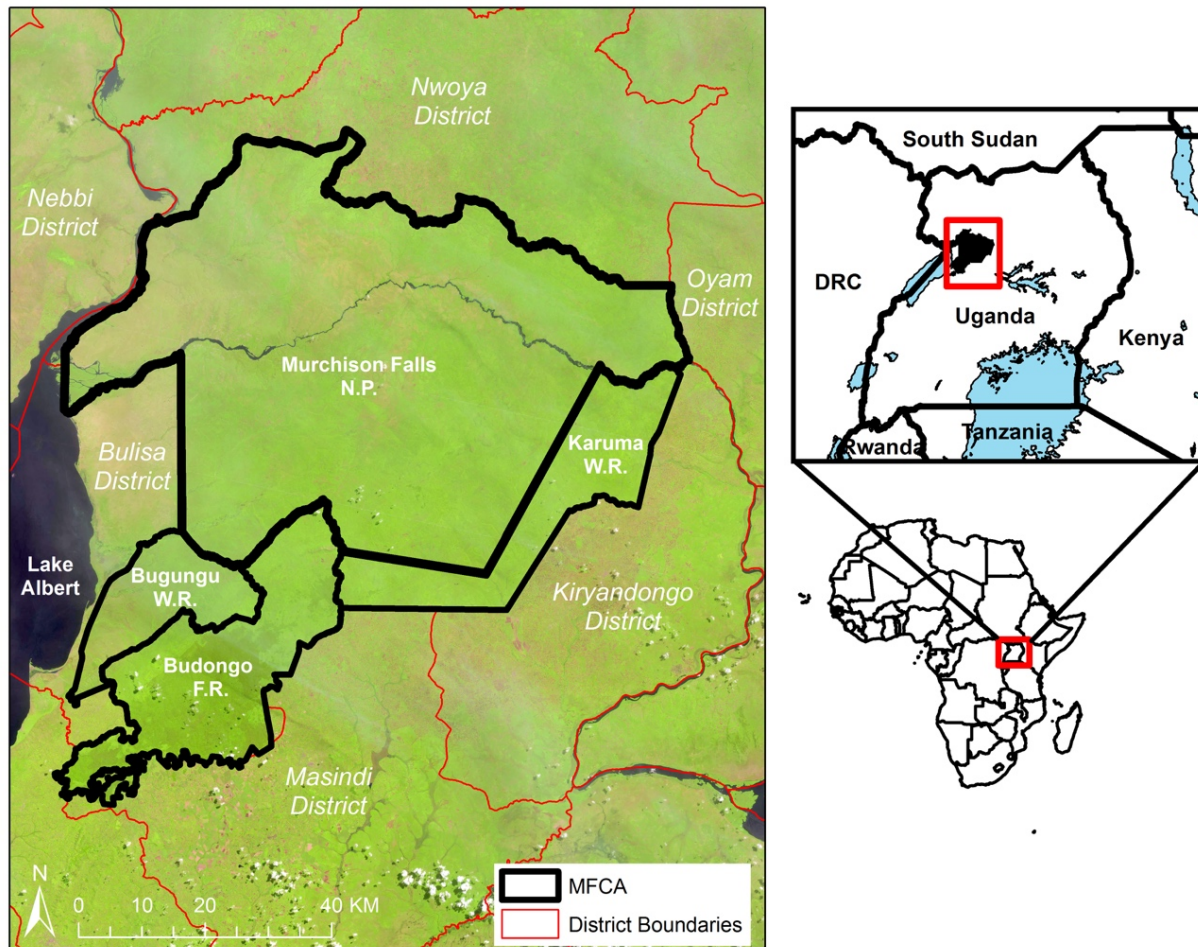 Nwoya
District
Nebbi
District
Oyam
District
Murchison Falls
N.P.
Karuma
W.R.
Bulisa
District
Lake
Albert
Bugungu
W.R.
Kiryandongo
District
Budongo
F.R.
Masindi
District
N
0 10 20 40 KM
MFCA
District Boundaries
South Sudan
DRC
Uganda
Kenya
Rwanda
Tanzania